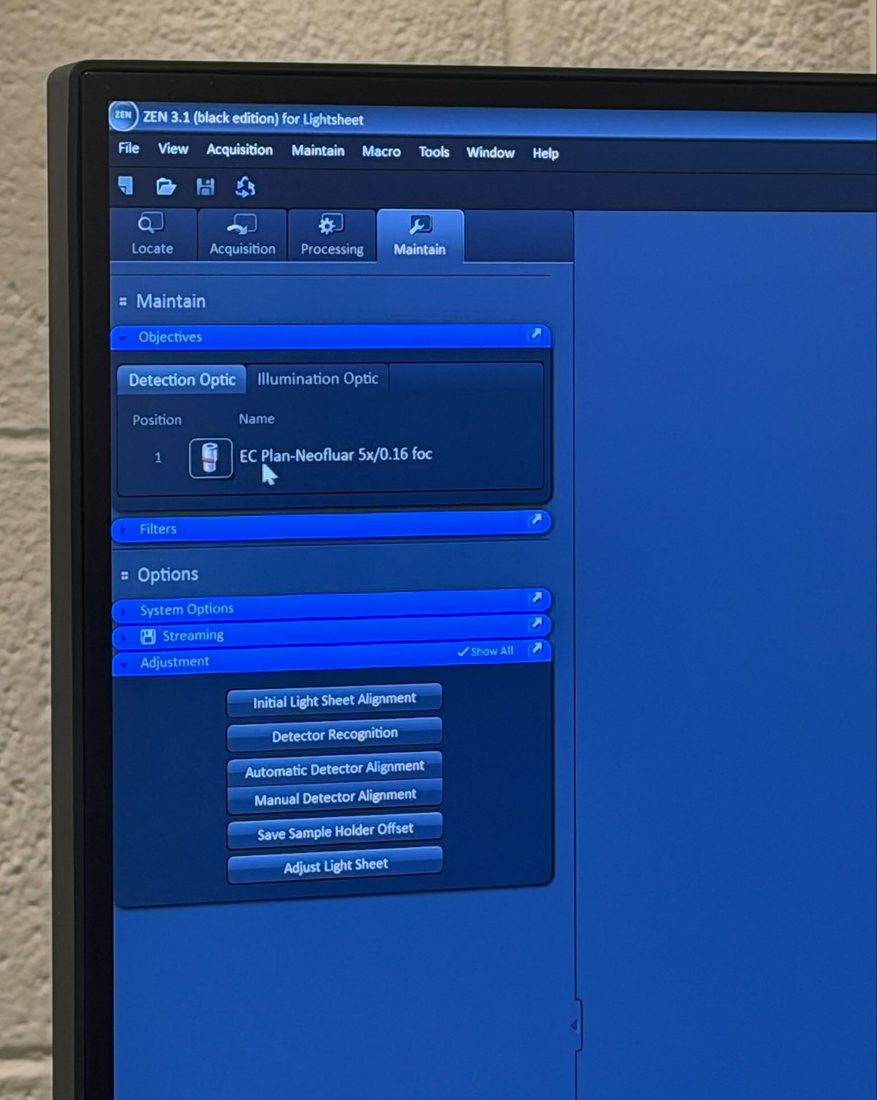 ZEN ZEN 3.1 (black edition) for Lightsheet
File View Acquisition Maintain Macro Tools Window Help
Locate Acquisition Processing Maintain
Maintain
Objectives
Detection Optic Illumination Optic
Position Name
1 EC Plan-Neofluar 5x/0.16 foc
Filters
Options
System Options
Streaming
Adjustment Show All
Initial Light Sheet Alignment
Detector Recognition
Automatic Detector Alignment
Manual Detector Alignment
Save Sample Holder Offset
Adjust Light Sheet